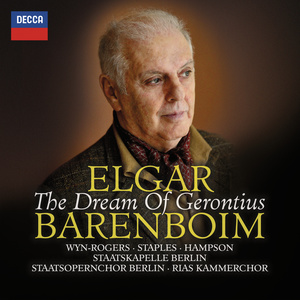 DECCA
ELGAR
The Dream Of Gerontius
BARENBOIM
WYN-ROGERS · STAPLES · HAMPSON
STAATSKAPELLE BERLIN
STAATSOPERNCHOR BERLIN · RIAS KAMMERCHOR